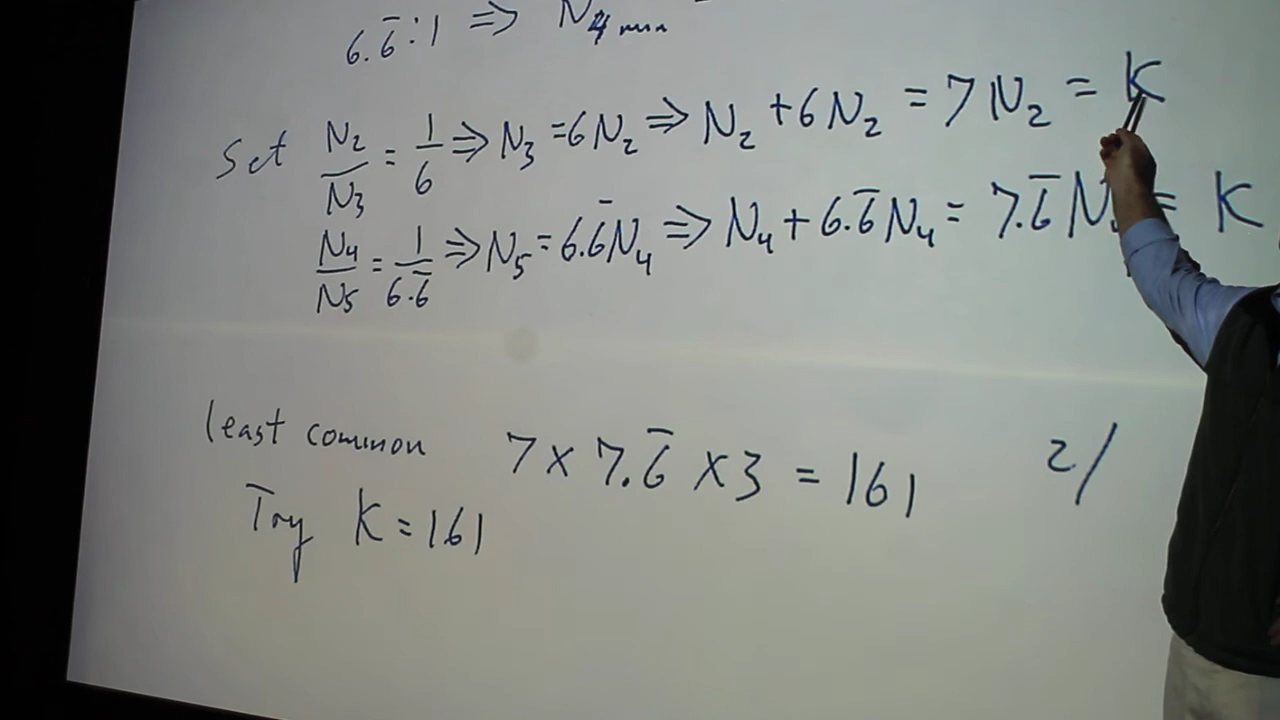 6.6̅:1 ⇒ N₄ min
Set N₂/N₃ = 1/6 ⇒ N₃ = 6N₂ ⇒ N₂ + 6N₂ = 7N₂ = K
N₄/N₅ = 1/6.6̅ ⇒ N₅ = 6.6̅N₄ ⇒ N₄ + 6.6̅N₄ = 7.6̅N = K
least common 7 × 7.6̅ × 3 = 161 2/
Try K = 161